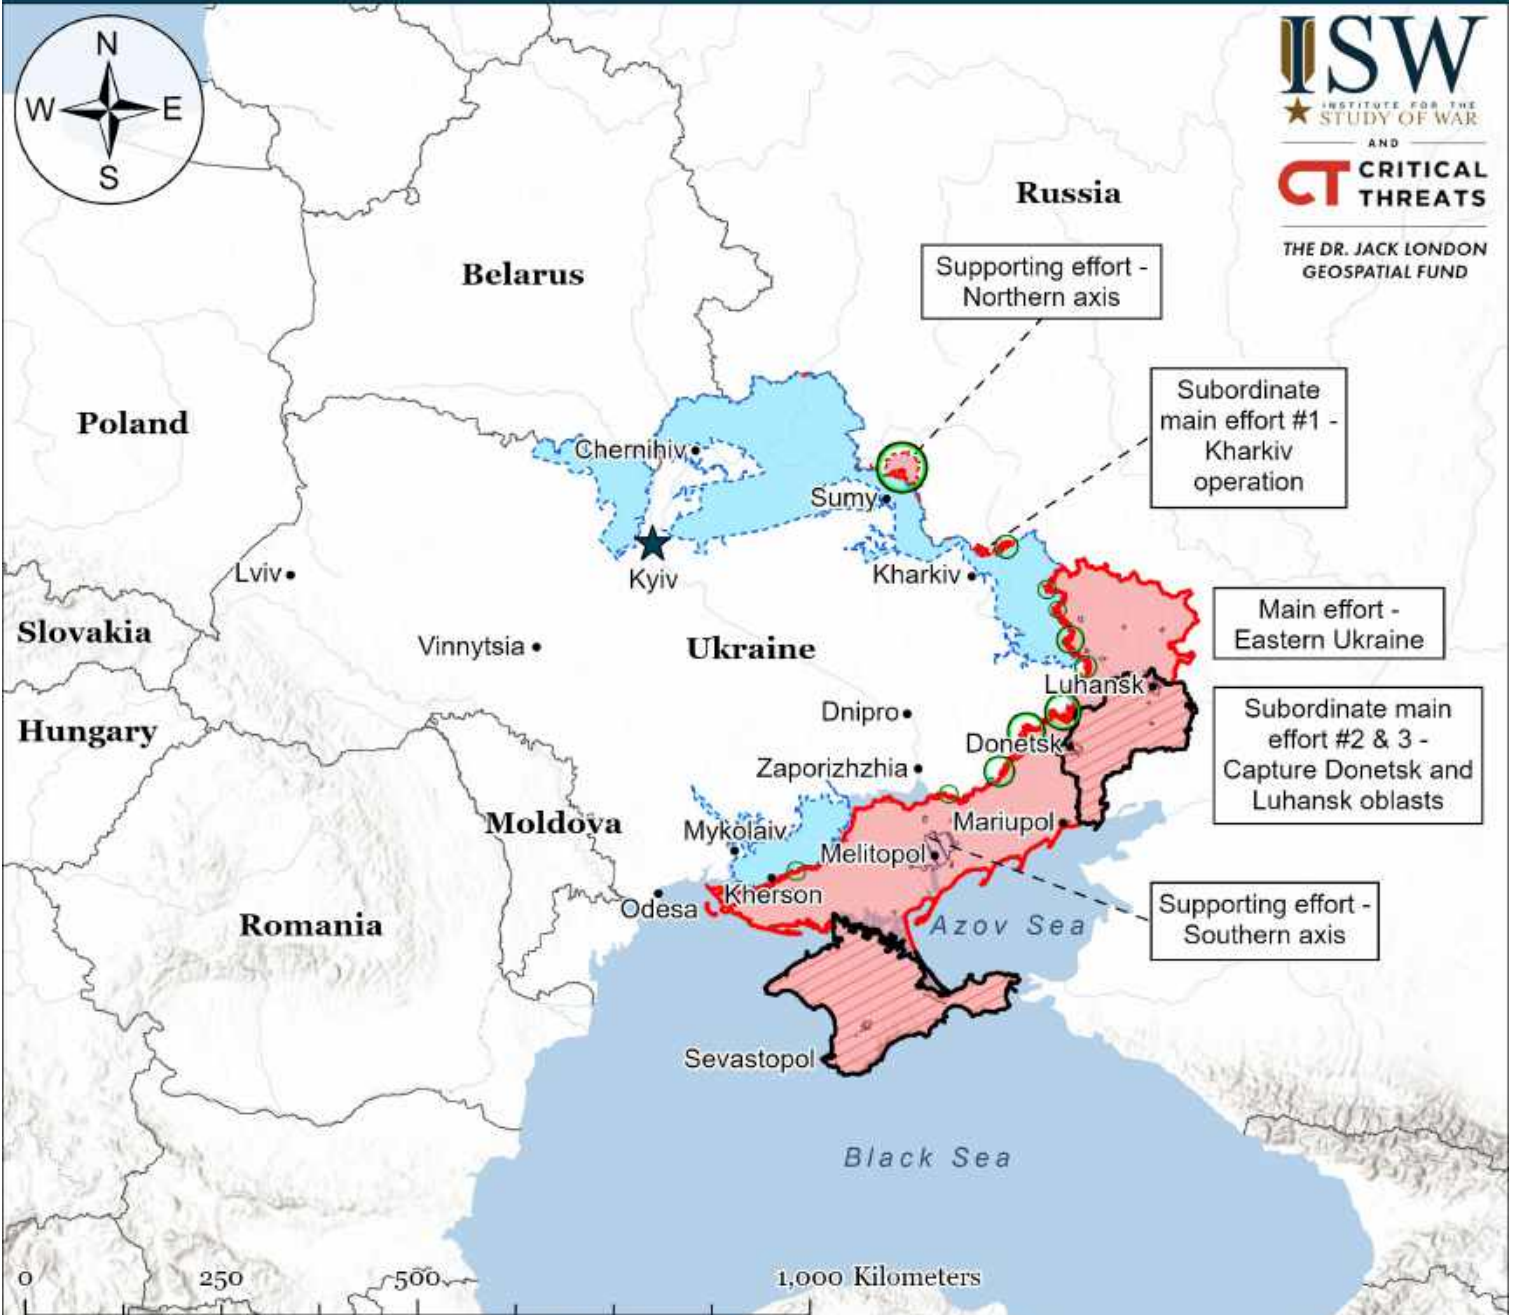 N
W E
S
ISW
INSTITUTE FOR THE
STUDY OF WAR
AND
CT CRITICAL
THREATS
THE DR. JACK LONDON
GEOSPATIAL FUND
Russia
Supporting effort -
Northern axis
Belarus
Subordinate
main effort #1 -
Kharkiv
operation
Poland
Chernihiv
Sumy
Kyiv
Lviv
Kharkiv
Slovakia
Main effort -
Eastern Ukraine
Vinnytsia
Ukraine
Luhansk
Subordinate main
effort #2 & 3 -
Capture Donetsk and
Luhansk oblasts
Hungary
Dnipro
Donetsk
Zaporizhzhia
Moldova
Mykolaiv
Mariupol
Melitopol
Kherson
Odesa
Supporting effort -
Southern axis
Romania
Azov Sea
Sevastopol
Black Sea
0 250 500 1,000 Kilometers